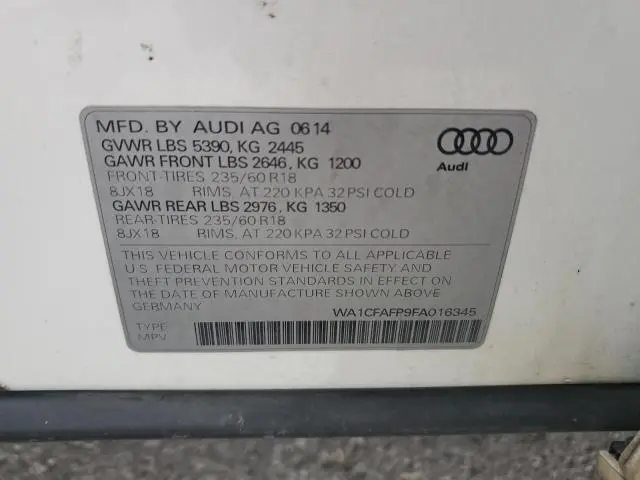 MFD. BY AUDI AG 0614
GVWR LBS 5390, KG 2445
GAWR FRONT LBS 2646, KG 1200
FRONT-TIRES 235/60 R18
8JX18 RIMS, AT 220 KPA 32 PSI COLD
GAWR REAR LBS 2976, KG 1350
REAR-TIRES 235/60 R18
8JX18 RIMS, AT 220 KPA 32 PSI COLD
Audi
THIS VEHICLE CONFORMS TO ALL APPLICABLE
U.S. FEDERAL MOTOR VEHICLE SAFETY AND
THEFT PREVENTION STANDARDS IN EFFECT ON
THE DATE OF MANUFACTURE SHOWN ABOVE
GERMANY
WA1CFAFP9FA016345
TYPE
MPV